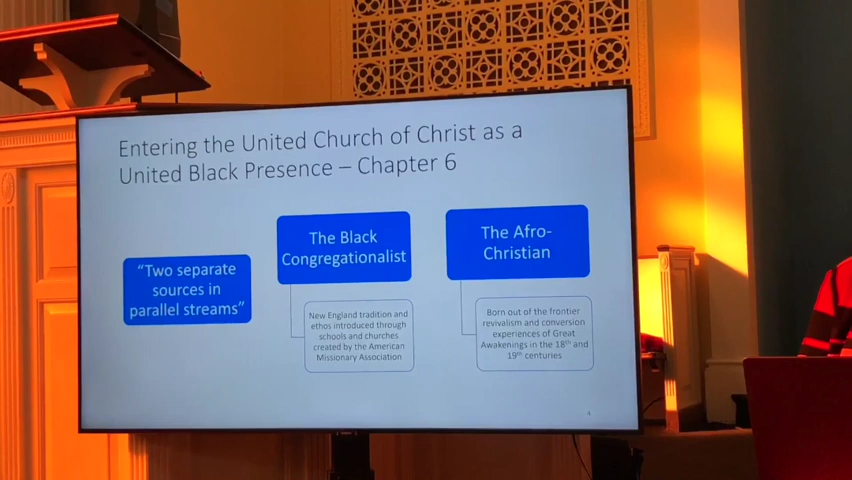 Entering the United Church of Christ as a
United Black Presence – Chapter 6
“Two separate
sources in
parallel streams”
The Black
Congregationalist
New England tradition and
ethos introduced through
schools and churches
created by the American
Missionary Association
The Afro-
Christian
Born out of the frontier
revivalism and conversion
experiences of Great
Awakenings in the 18th and
19th centuries